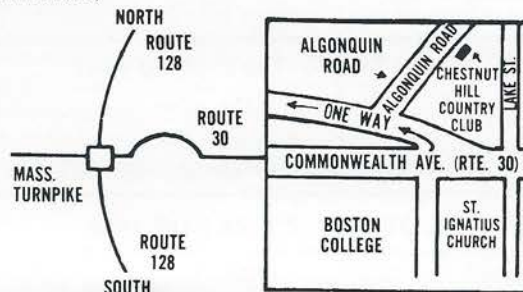 NORTH
ROUTE
128
ROUTE
30
MASS.
TURNPIKE
ROUTE
128
SOUTH
ALGONQUIN
ROAD
ALGONQUIN ROAD
CHESTNUT
HILL
COUNTRY
CLUB
LAKE ST.
ONE WAY
COMMONWEALTH AVE. (RTE. 30)
BOSTON
COLLEGE
ST.
IGNATIUS
CHURCH